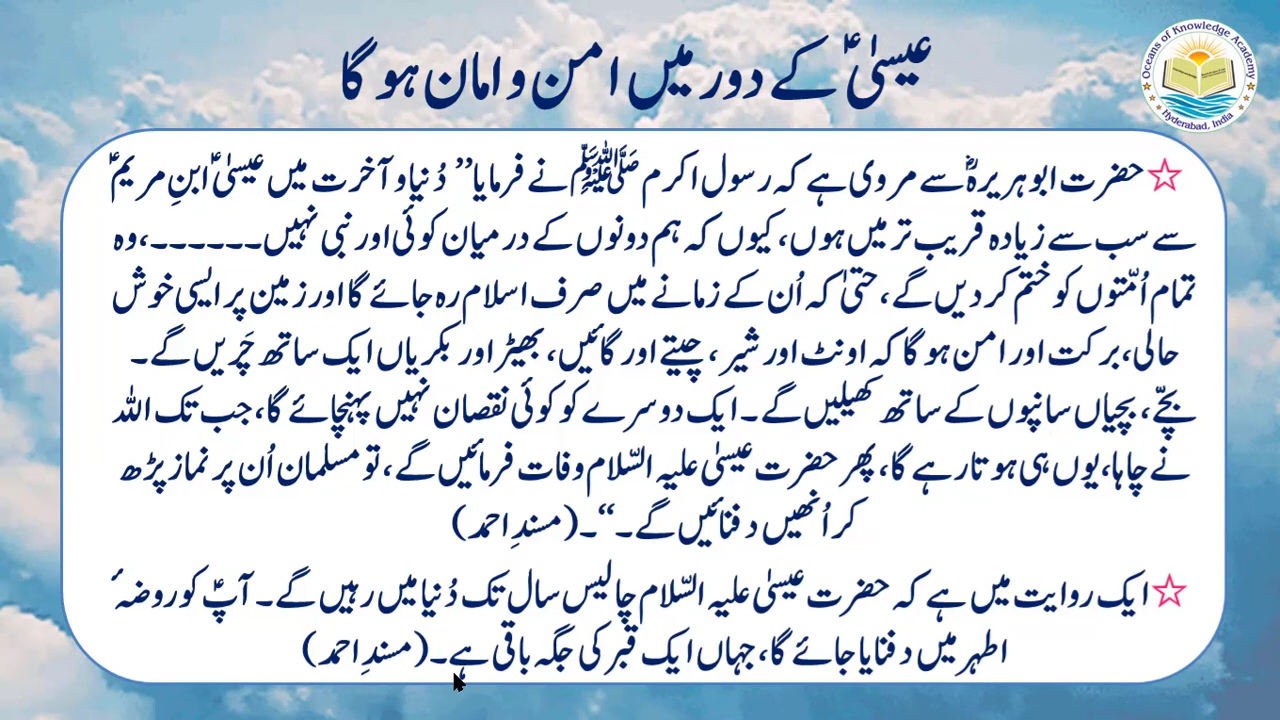 عیسیٰؑ کے دور میں امن و امان ہو گا
Oceans of Knowledge Academy
Hyderabad, India
حضرت ابوہریرہؓ سے مروی ہے کہ رسول اکرم ﷺ نے فرمایا” دُنیا و آخرت میں عیسیٰؑ ابنِ مریمؑ
سے سب سے زیادہ قریب تر میں ہوں، کیوں کہ ہم دونوں کے درمیان کوئی اور نبی نہیں۔۔۔۔۔۔،وہ
تمام اُمّتوں کو ختم کر دیں گے، حتیٰ کہ اُن کے زمانے میں صرف اسلام رہ جائے گا اور زمین پر ایسی خوش
حالی، برکت اور امن ہو گا کہ اونٹ اور شیر ، چیتے اور گائیں، بھیڑ اور بکریاں ایک ساتھ چَریں گے۔
بچّے، بچیاں سانپوں کے ساتھ کھیلیں گے۔ ایک دوسرے کو کوئی نقصان نہیں پہنچائے گا، جب تک اللہ
نے چاہا، یوں ہی ہوتا رہے گا، پھر حضرت عیسیٰ علیہ السّلام وفات فرمائیں گے، تو مسلمان اُن پر نماز پڑھ
کر اُنھیں دفنائیں گے۔“۔ (مسندِ احمد)
ایک روایت میں ہے کہ حضرت عیسیٰ علیہ السّلام چالیس سال تک دُنیا میں رہیں گے۔ آپؑ کو روضۂ
اطہر میں دفنایا جائے گا، جہاں ایک قبر کی جگہ باقی ہے۔ (مسندِ احمد)